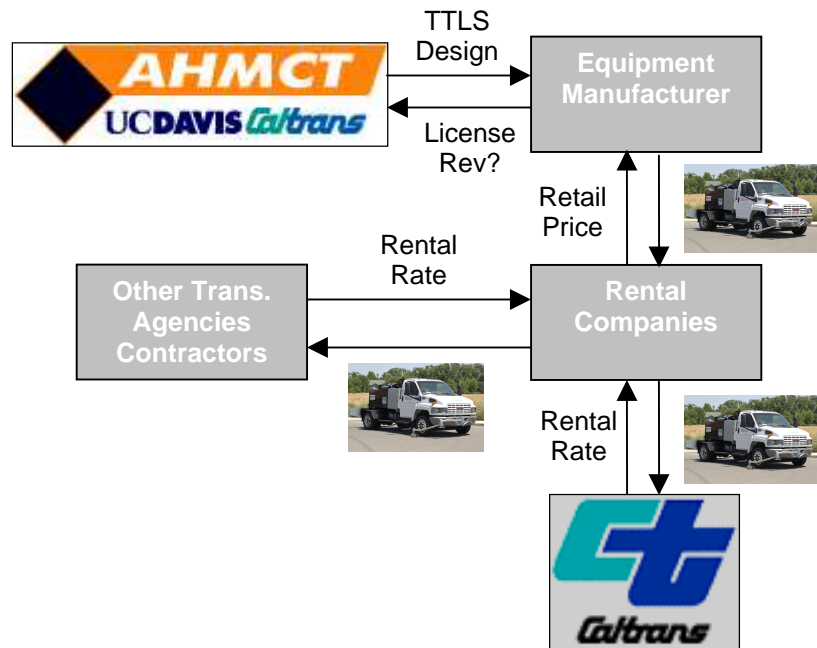 TTLS
Design
AHMCT
UCDAVIS Caltrans
Equipment
Manufacturer
License
Rev?
Retail
Price
Rental
Rate
Other Trans.
Agencies
Contractors
Rental
Companies
Rental
Rate
Ct
Caltrans